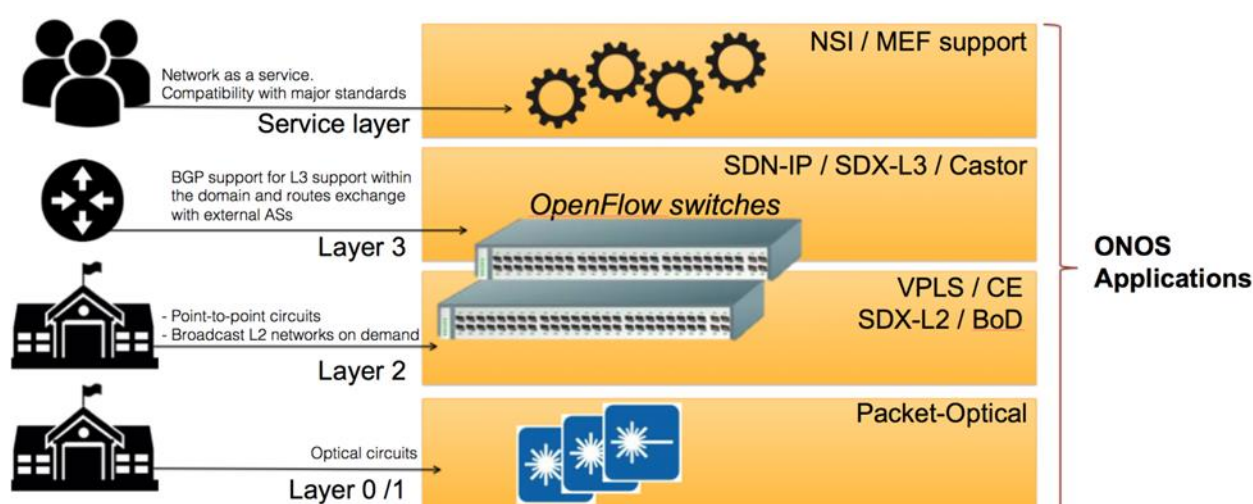 NSI / MEF support
Network as a service.
Compatibility with major standards
Service layer
SDN-IP / SDX-L3 / Castor
BGP support for L3 support within
the domain and routes exchange
with external ASs
OpenFlow switches
Layer 3
ONOS
Applications
VPLS / CE
SDX-L2 / BoD
- Point-to-point circuits
- Broadcast L2 networks on demand
Layer 2
Packet-Optical
Optical circuits
Layer 0 /1